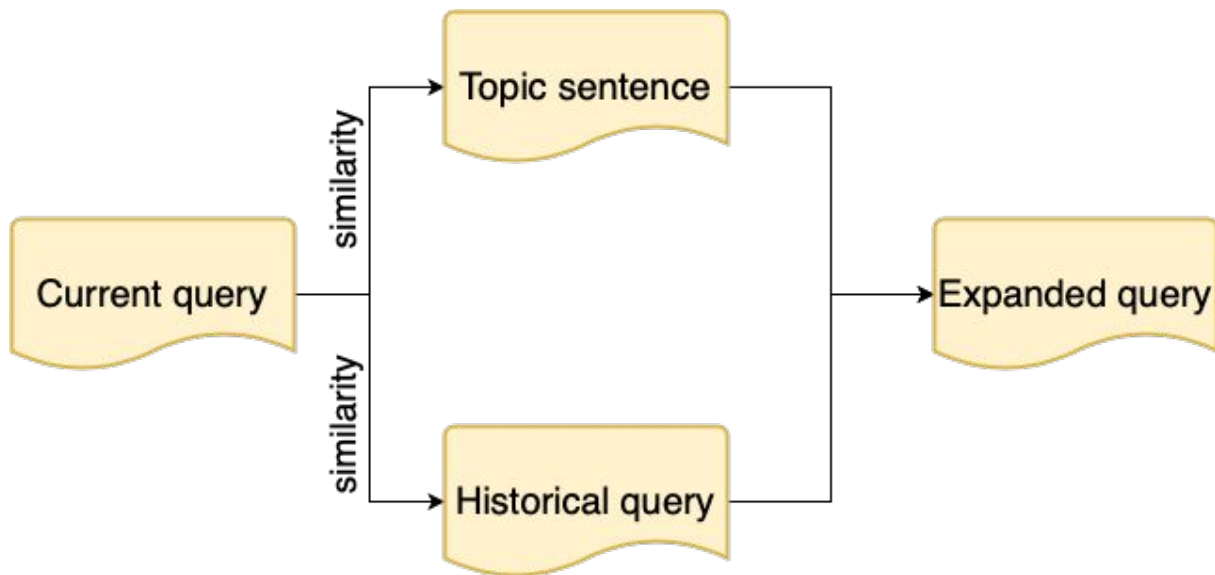 Topic sentence
similarity
Current query
Expanded query
similarity
Historical query